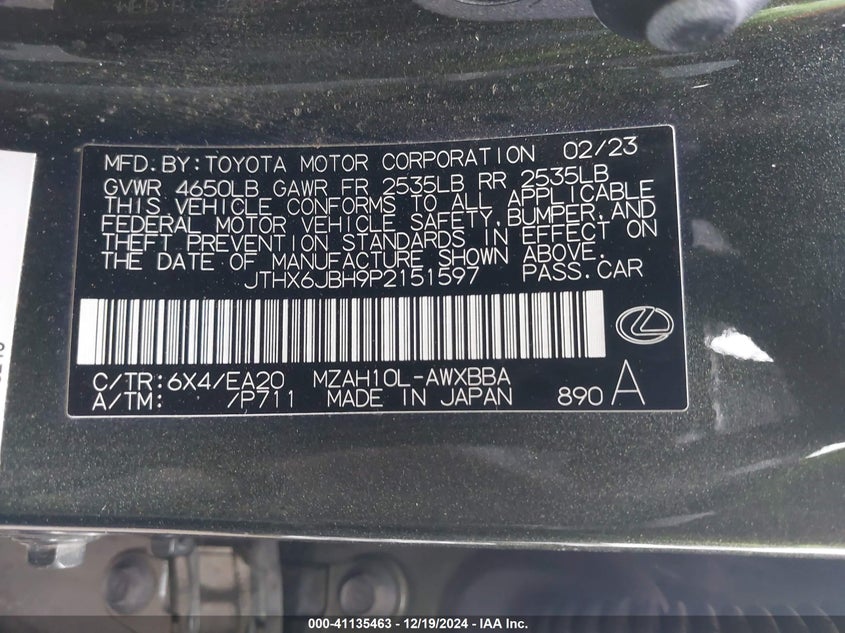 MFD.BY:TOYOTA MOTOR CORPORATION 02/23
GVWR 4650LB GAWR FR 2535LB RR 2535LB
THIS VEHICLE CONFORMS TO ALL APPLICABLE
FEDERAL MOTOR VEHICLE SAFETY,BUMPER,AND
THEFT PREVENTION STANDARDS IN EFFECT ON
THE DATE OF MANUFACTURE SHOWN ABOVE.
JTHX6JBH9P2151597 PASS.CAR
C/TR:6X4/EA20 MZAH10L-AWXBBA
A/TM: /P711 MADE IN JAPAN 890 A
000-41135463 - 12/19/2024 - IAA Inc.